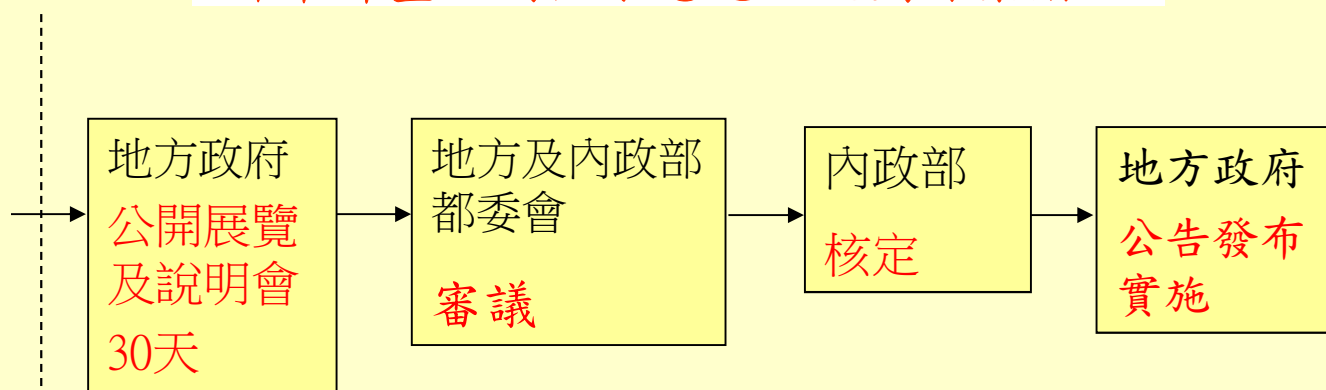 地方政府
公開展覽
及說明會
30天
地方及內政部
都委會
審議
內政部
核定
地方政府
公告發布
實施